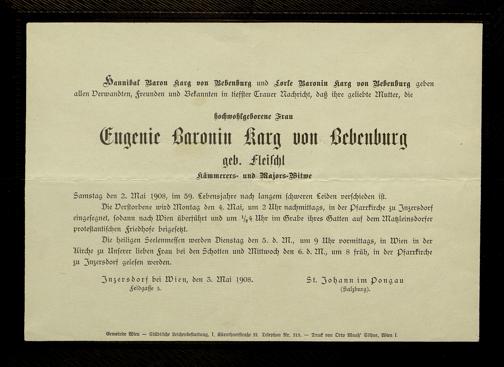 Hannibal Baron Karg von Bebenburg und Lorle Baronin Karg von Bebenburg geben
allen Verwandten, Freunden und Bekannten in tiefster Trauer Nachricht, daß ihre geliebte Mutter, die
hochwohlgeborene Frau
Eugenie Baronin Karg von Bebenburg
geb. Fleischl
Kämmerers- und Majors-Witwe
Samstag den 2. Mai 1908, im 59. Lebensjahre nach langem schweren Leiden verschieden ist.
Die Verstorbene wird Montag den 4. Mai, um 2 Uhr nachmittags, in der Pfarrkirche zu Inzersdorf
eingesegnet, sodann nach Wien überführt und um 1/24 Uhr im Grabe ihres Gatten auf dem Matzleinsdorfer
protestantischen Friedhofe beigesetzt.
Die heiligen Seelenmessen werden Dienstag den 5. d. M., um 9 Uhr vormittags, in Wien in der
Kirche zu Unserer lieben Frau bei den Schotten und Mittwoch den 6. d. M., um 8 früh, in der Pfarrkirche
zu Inzersdorf gelesen werden.
Inzersdorf bei Wien, den 3. Mai 1908.
Feldgasse
St. Johann im Pongau
(Salzburg).
Gemeinde Wien — Städtische Leichenbestattung, I. Telephon Nr. — Druck von Otto Maaß' Söhne, Wien I.